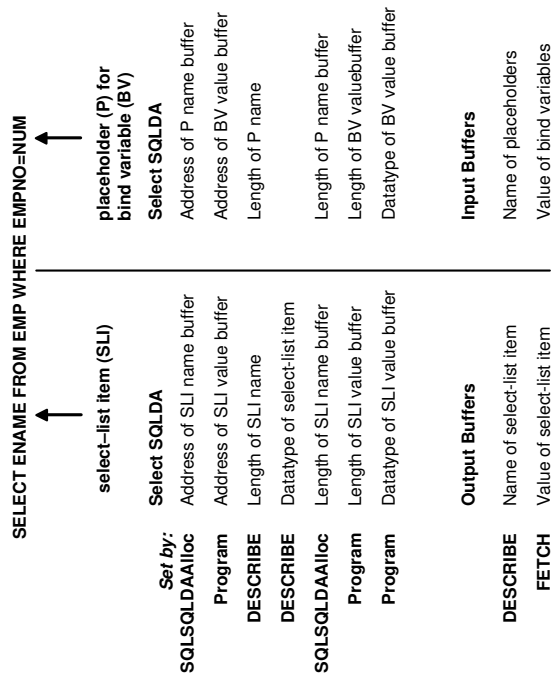 SELECT ENAME FROM EMP WHERE EMPNO=NUM
select–list item (SLI)
placeholder (P) for
bind variable (BV)
Set by:
Select SQLDA
Select SQLDA
SQLSQLDAAlloc Address of SLI name buffer Address of P name buffer
Program Address of SLI value buffer Address of BV value buffer
DESCRIBE Length of SLI name Length of P name
DESCRIBE Datatype of select-list item
SQLSQLDAAlloc Length of SLI name buffer Length of P name buffer
Program Length of SLI value buffer Length of BV valuebuffer
Program Datatype of SLI value buffer Datatype of BV value buffer
Output Buffers Input Buffers
DESCRIBE Name of select-list item Name of placeholders
FETCH Value of select-list item Value of bind variables